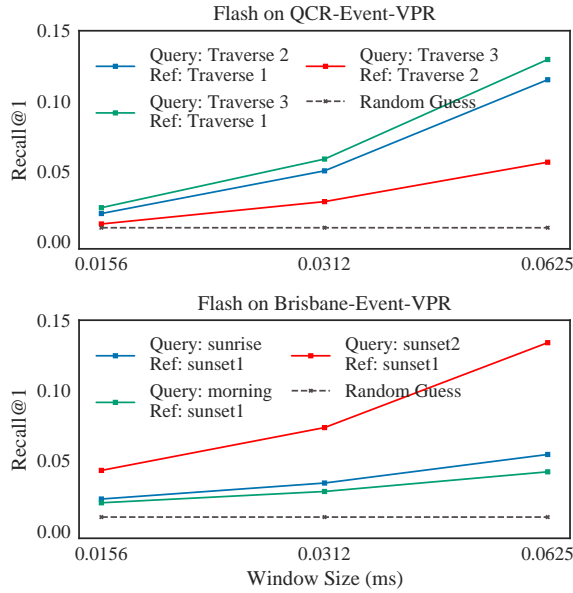 Flash on QCR-Event-VPR
Recall@1
0.15
0.10
0.05
0.00
Query: Traverse 2
Ref: Traverse 1
Query: Traverse 3
Ref: Traverse 1
Query: Traverse 3
Ref: Traverse 2
Random Guess
0.0156
0.0312
0.0625
Flash on Brisbane-Event-VPR
Recall@1
0.15
0.10
0.05
0.00
Query: sunrise
Ref: sunset1
Query: morning
Ref: sunset1
Query: sunset2
Ref: sunset1
Random Guess
0.0156
0.0312
0.0625
Window Size (ms)